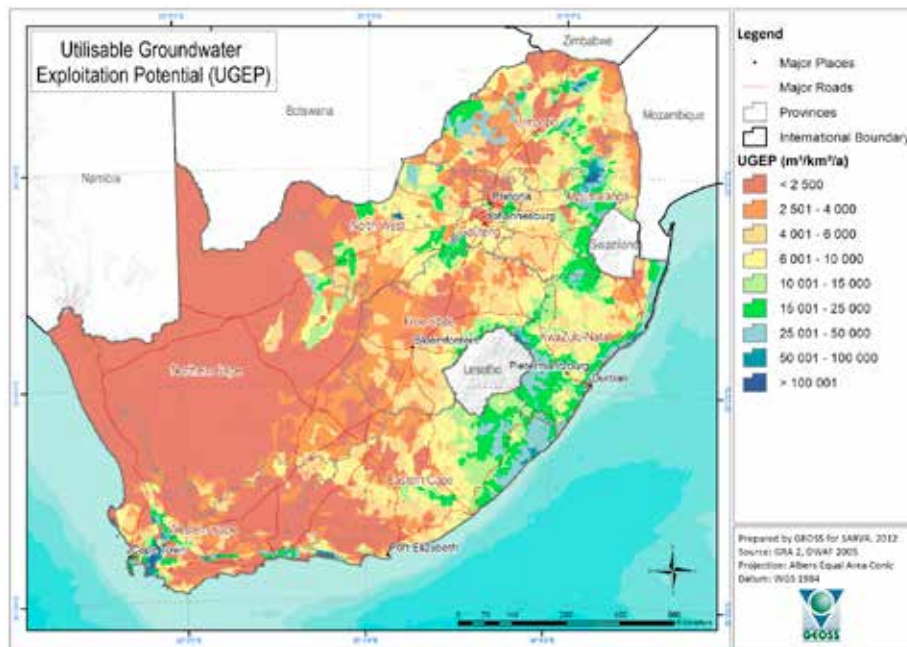 Utilisable Groundwater
Exploitation Potential (UGEP)
Zimbabwe
Botswana
Mozambique
Namibia
Limpopo
Pretoria
Mpumalanga
Johannesburg
North West
Gauteng
Swaziland
Free State
Bloemfontein
KwaZulu-Natal
Northern Cape
Lesotho
Pietermaritzburg
Durban
Eastern Cape
Western Cape
Cape Town
Port Elizabeth
Legend
Major Places
Major Roads
Provinces
International Boundary
UGEP (m³/km²/a)
< 2 500
2 501 - 4 000
4 001 - 6 000
6 001 - 10 000
10 001 - 15 000
15 001 - 25 000
25 001 - 50 000
50 001 - 100 000
> 100 001
Prepared by GEOSS for SARVA, 2012
Source: GRA 2, DWAF 2005
Projection: Albers Equal Area Conic
Datum: WGS 1984
GEOSS